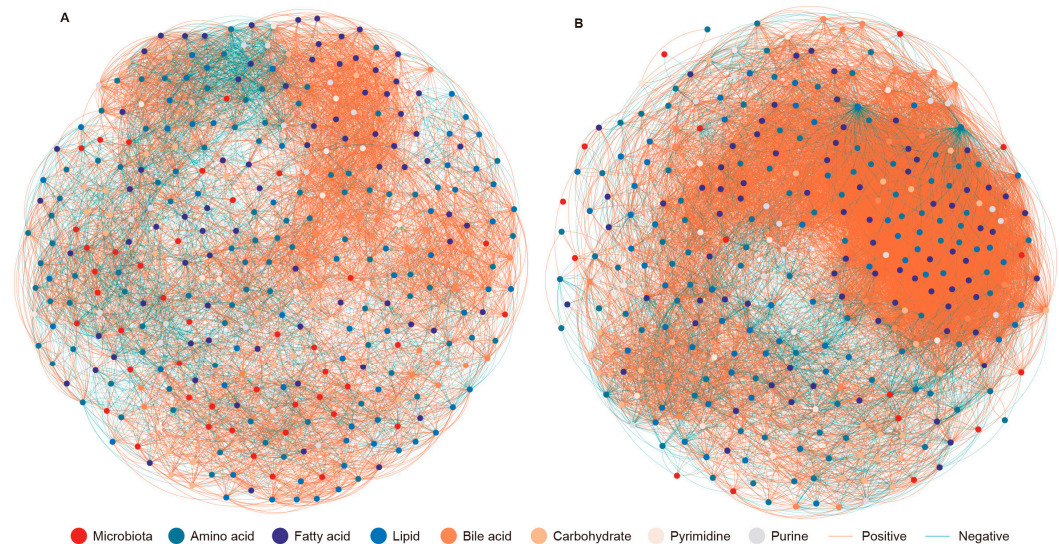 A
B
Microbiota Amino acid Fatty acid Lipid Bile acid Carbohydrate Pyrimidine Purine Positive Negative